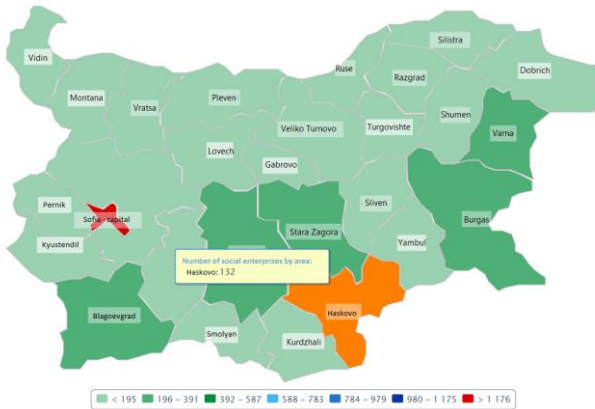 Vidin
Montana
Vratsa
Pleven
Lovech
Veliko Turnovo
Gabrovo
Ruse
Razgrad
Silistra
Dobrich
Turgovishte
Shumen
Varna
Pernik
Sofia - capital
Kyustendil
Stara Zagora
Sliven
Yambul
Burgas
Number of social enterprises by area:
Haskovo: 132
Blagoevgrad
Smolyan
Kurdzhali
Haskovo
< 195 196 – 391 392 – 587 588 – 783 784 – 979 980 – 1 175 > 1 176